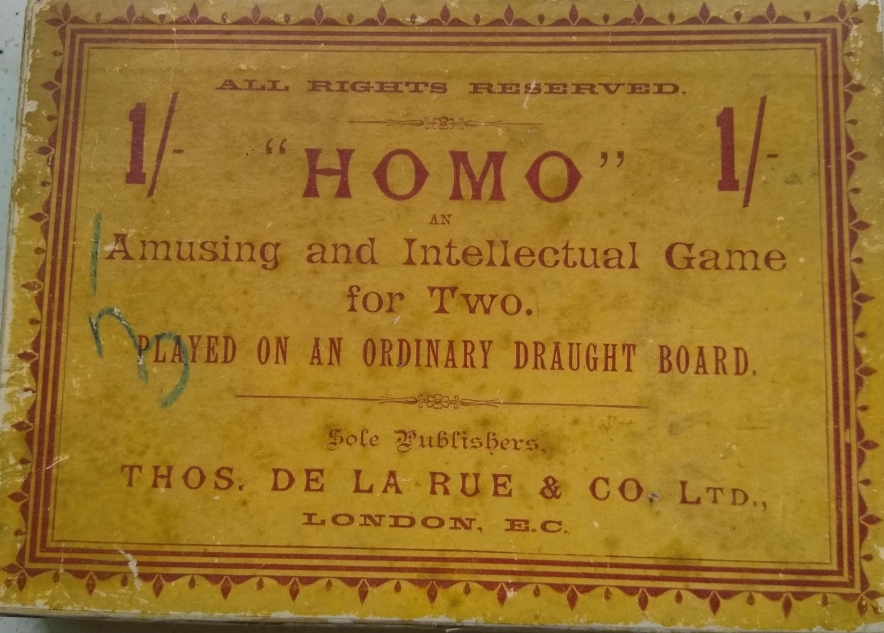 ALL RIGHTS RESERVED.
1/- "HOMO" 1/-
AN
Amusing and Intellectual Game
for Two.
PLAYED ON AN ORDINARY DRAUGHT BOARD.
Sole Publishers,
THOS. DE LA RUE & CO. LTD.,
LONDON, E.C.